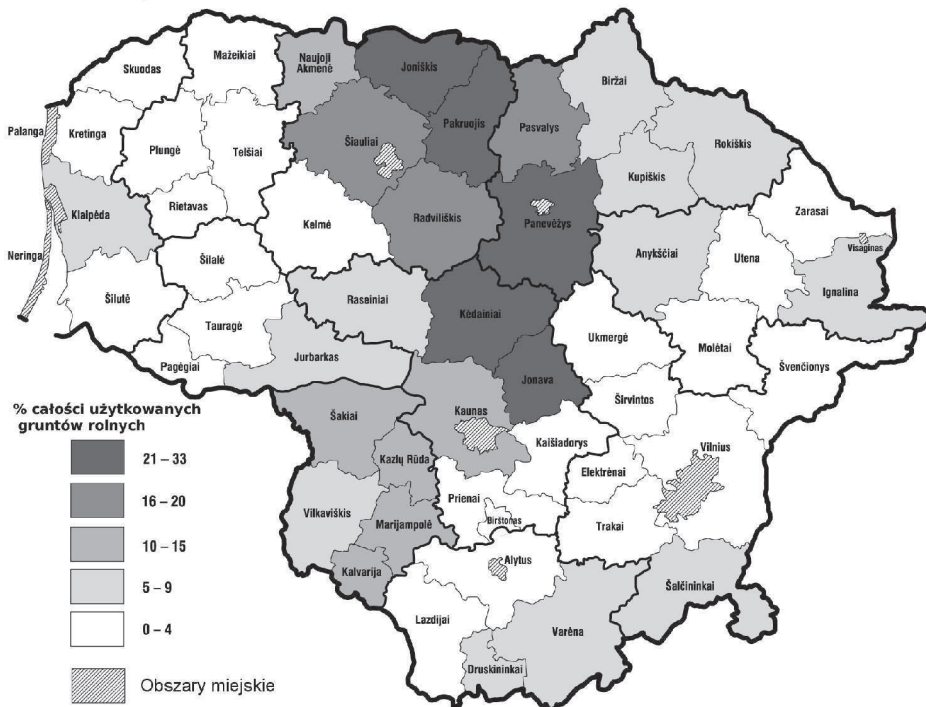 Skuodas
Mažeikiai
Naujoji
Akmenė
Joniškis
Biržai
Palanga
Kretinga
Plungė
Telšiai
Šiauliai
Pakruojis
Pasvalys
Rokiškis
Kupiškis
Klaipėda
Rietavas
Kelmė
Radviliškis
Panevėžys
Zarasai
Visaginas
Neringa
Šilalė
Anykščiai
Utena
Ignalina
Šilutė
Raseiniai
Kėdainiai
Tauragė
Ukmergė
Molėtai
Jurbarkas
Pagėgiai
Jonava
Švenčionys
% całości użytkowanych
gruntów rolnych
Šakiai
Kaunas
Širvintos
Kaišiadorys
Vilnius
21 – 33
Kazlų Rūda
Elektrėnai
16 – 20
Prienai
Vilkaviškis
Birštonas
Marijampolė
Trakai
10 – 15
Alytus
Kalvarija
Šalčininkai
5 – 9
Lazdijai
Varėna
0 – 4
Druskininkai
Obszary miejskie